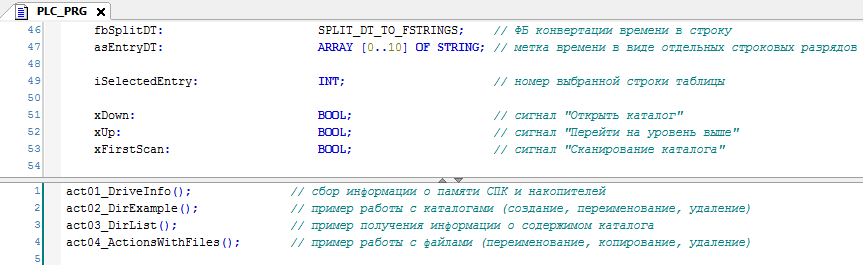 PLC_PRG
46 fbSplitDT: SPLIT_DT_TO_FSTRINGS; // ФБ конвертации времени в строку
47 asEntryDT: ARRAY [0..10] OF STRING; // метка времени в виде отдельных строковых разрядов
48
49 iSelectedEntry: INT; // номер выбранной строки таблицы
50
51 xDown: BOOL; // сигнал "Открыть каталог"
52 xUp: BOOL; // сигнал "Перейти на уровень выше"
53 xFirstScan: BOOL; // сигнал "Сканирование каталога"
54
1 act01_DriveInfo(); // сбор информации о памяти СПК и накопителей
2 act02_DirExample(); // пример работы с каталогами (создание, переименование, удаление)
3 act03_DirList(); // пример получения информации о содержимом каталога
4 act04_ActionsWithFiles(); // пример работы с файлами (переименование, копирование, удаление)
5